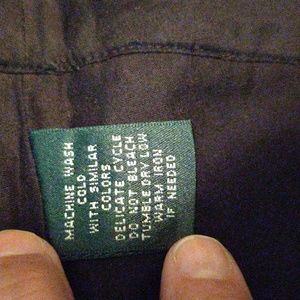 MACHINE WASH
COLD
WITH SIMILAR
COLORS
DELICATE CYCLE
DO NOT BLEACH
TUMBLE DRY LOW
WARM IRON
IF NEEDED